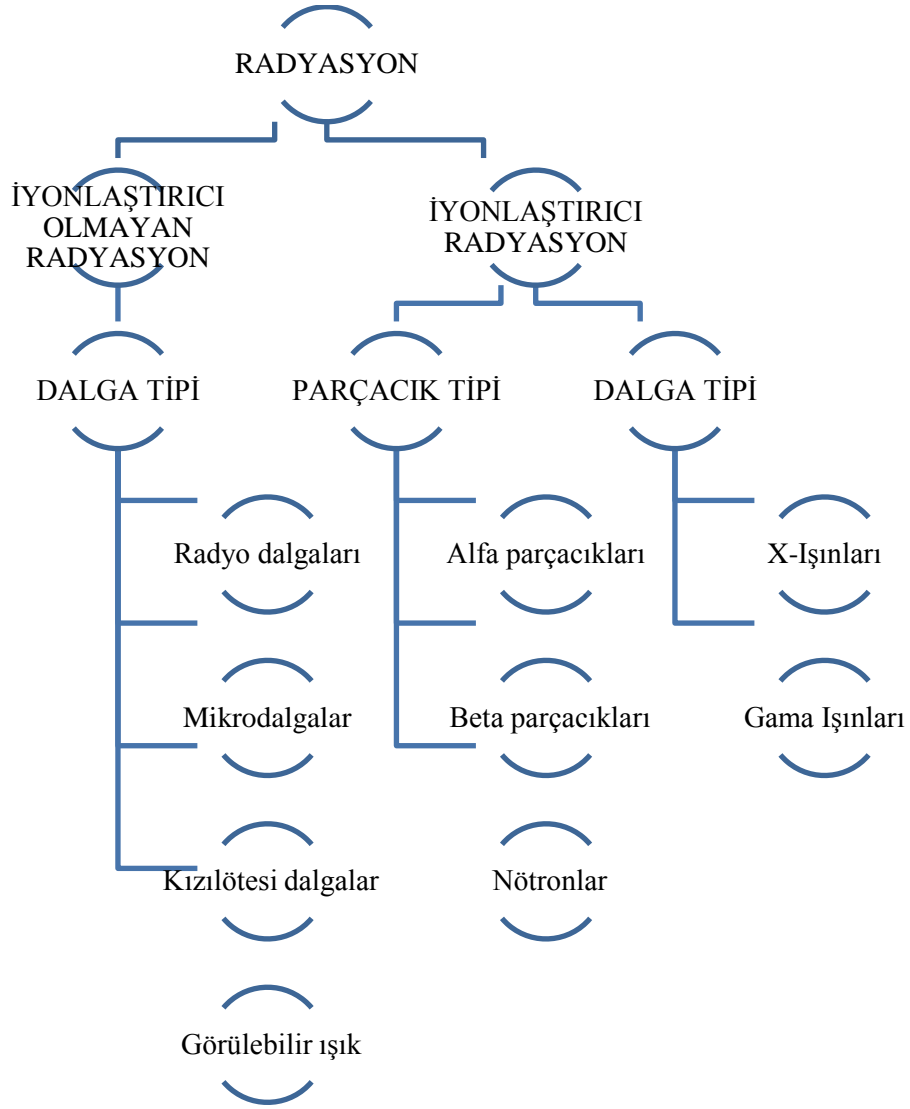 RADYASYON
İYONLAŞTIRICI
OLMAYAN
RADYASYON
İYONLAŞTIRICI
RADYASYON
DALGA TİPİ
PARÇACIK TİPİ
DALGA TİPİ
Radyo dalgaları
Alfa parçacıkları
X-Işınları
Mikrodalgalar
Beta parçacıkları
Gama Işınları
Kızılötesi dalgalar
Nötronlar
Görülebilir ışık